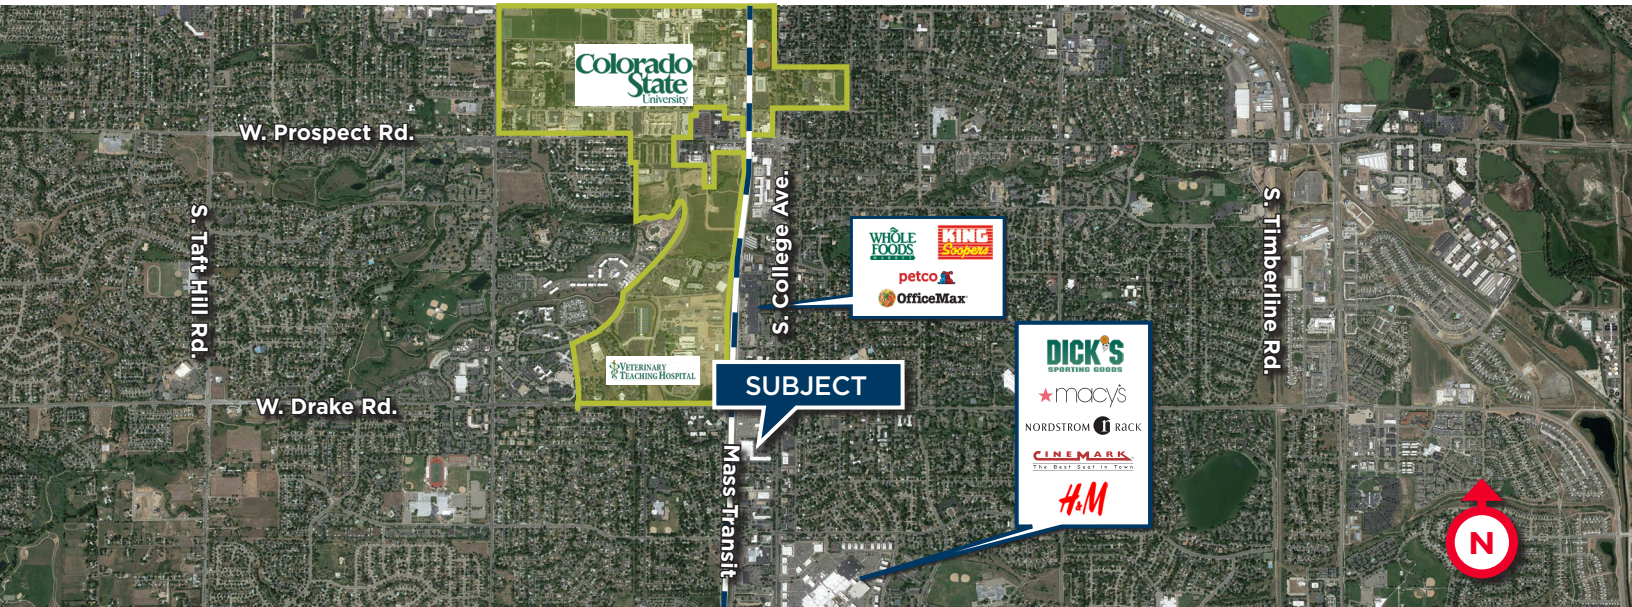 Colorado
State
University
W. Prospect Rd.
S. Taft Hill Rd.
S. College Ave.
S. Timberline Rd.
WHOLE
FOODS
MARKET
KING
Soopers
petco
OfficeMax
VETERINARY
TEACHING HOSPITAL
DICK'S
SPORTING GOODS
macy's
NORDSTROM r RACK
CINEMARK
The Best Seat in Town
H&M
SUBJECT
W. Drake Rd.
Mass Transit
N